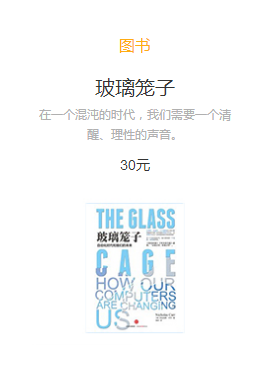 图书
玻璃笼子
在一个混沌的时代，我们需要一个清
醒、理性的声音。
30元
THE GLASS
玻璃笼子
CAGE
HOW OUR
COMPUTERS
ARE CHANGING
US